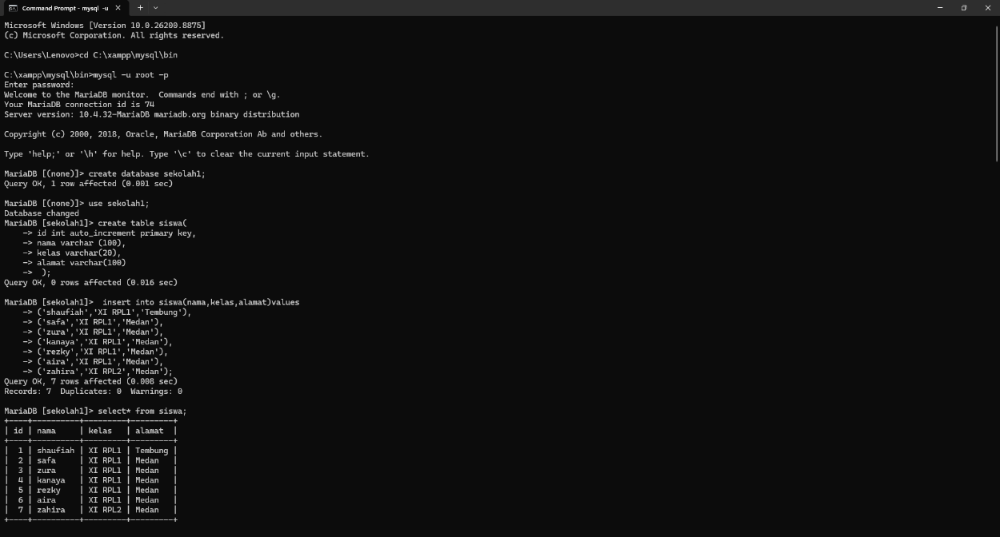 Command Prompt - mysql -u
Microsoft Windows [Version 10.0.26200.8875]
(c) Microsoft Corporation. All rights reserved.
C:\Users\Lenovo>cd C:\xampp\mysql\bin
C:\xampp\mysql\bin>mysql -u root -p
Enter password:
Welcome to the MariaDB monitor.  Commands end with ; or \g.
Your MariaDB connection id is 74
Server version: 10.4.32-MariaDB mariadb.org binary distribution
Copyright (c) 2000, 2018, Oracle, MariaDB Corporation Ab and others.
Type 'help;' or '\h' for help. Type '\c' to clear the current input statement.
MariaDB [(none)]> create database sekolah1;
Query OK, 1 row affected (0.001 sec)
MariaDB [(none)]> use sekolah1;
Database changed
MariaDB [sekolah1]> create table siswa(
    -> id int auto_increment primary key,
    -> nama varchar (100),
    -> kelas varchar(20),
    -> alamat varchar(100)
    ->  );
Query OK, 0 rows affected (0.016 sec)
MariaDB [sekolah1]>  insert into siswa(nama,kelas,alamat)values
    -> ('shaufiah','XI RPL1','Tembung'),
    -> ('safa','XI RPL1','Medan'),
    -> ('zura','XI RPL1','Medan'),
    -> ('kanaya','XI RPL1','Medan'),
    -> ('rezky','XI RPL1','Medan'),
    -> ('aira','XI RPL1','Medan'),
    -> ('zahira','XI RPL2','Medan');
Query OK, 7 rows affected (0.008 sec)
Records: 7  Duplicates: 0  Warnings: 0
MariaDB [sekolah1]> select* from siswa;
+----+----------+---------+---------+
| id | nama     | kelas   | alamat  |
+----+----------+---------+---------+
|  1 | shaufiah | XI RPL1 | Tembung |
|  2 | safa     | XI RPL1 | Medan   |
|  3 | zura     | XI RPL1 | Medan   |
|  4 | kanaya   | XI RPL1 | Medan   |
|  5 | rezky    | XI RPL1 | Medan   |
|  6 | aira     | XI RPL1 | Medan   |
|  7 | zahira   | XI RPL2 | Medan   |
+----+----------+---------+---------+